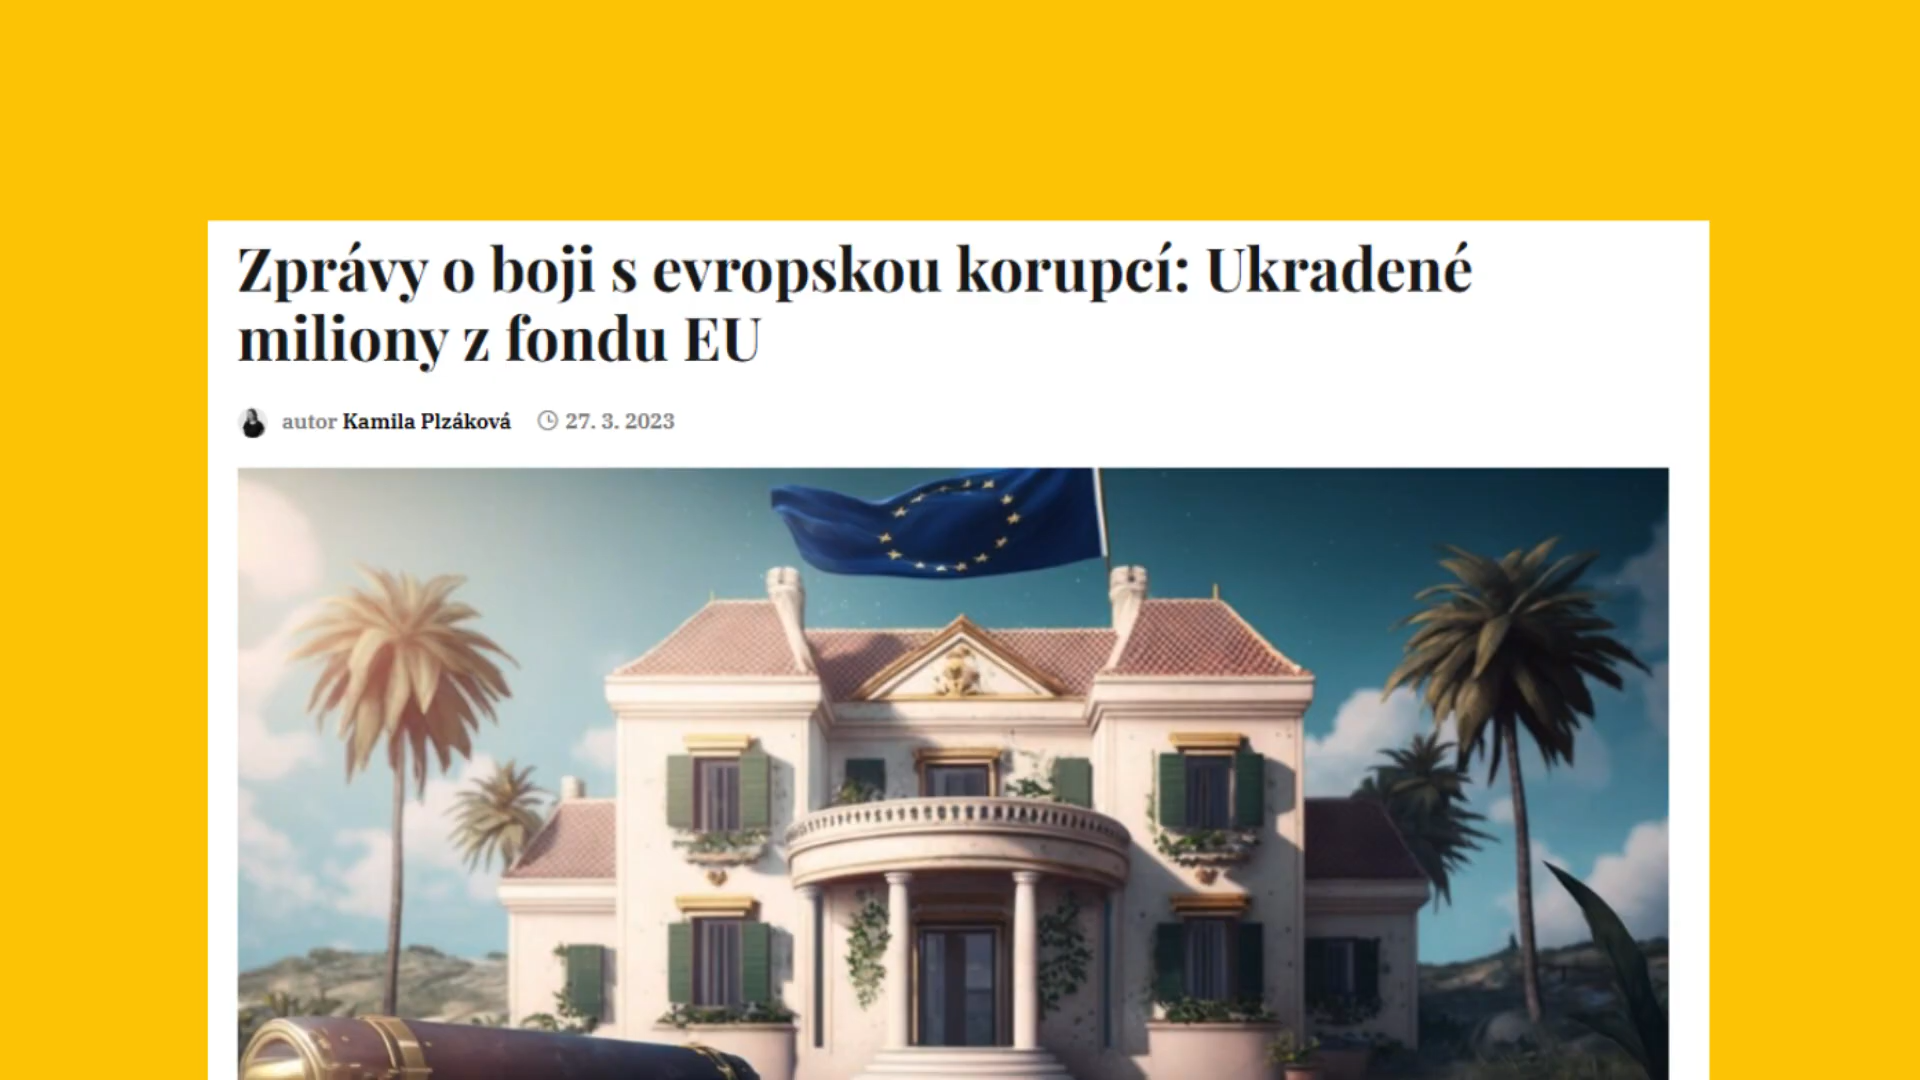 Zprávy o boji s evropskou korupcí: Ukradené
miliony z fondu EU
autor Kamila Plzáková 27. 3. 2023